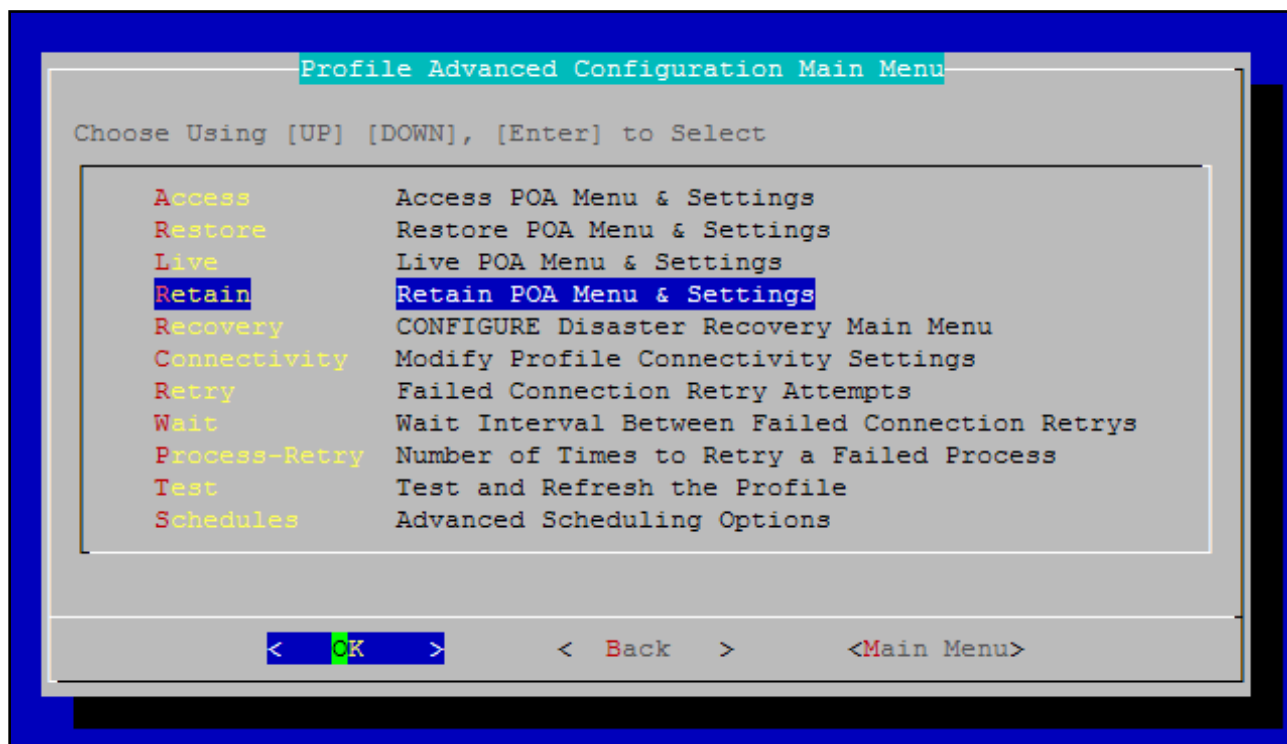 Profile Advanced Configuration Main Menu
Choose Using [UP] [DOWN], [Enter] to Select
Access Access POA Menu & Settings
Restore Restore POA Menu & Settings
Live Live POA Menu & Settings
Retain Retain POA Menu & Settings
Recovery CONFIGURE Disaster Recovery Main Menu
Connectivity Modify Profile Connectivity Settings
Retry Failed Connection Retry Attempts
Wait Wait Interval Between Failed Connection Retrys
Process-Retry Number of Times to Retry a Failed Process
Test Test and Refresh the Profile
Schedules Advanced Scheduling Options
< OK > < Back > <Main Menu>